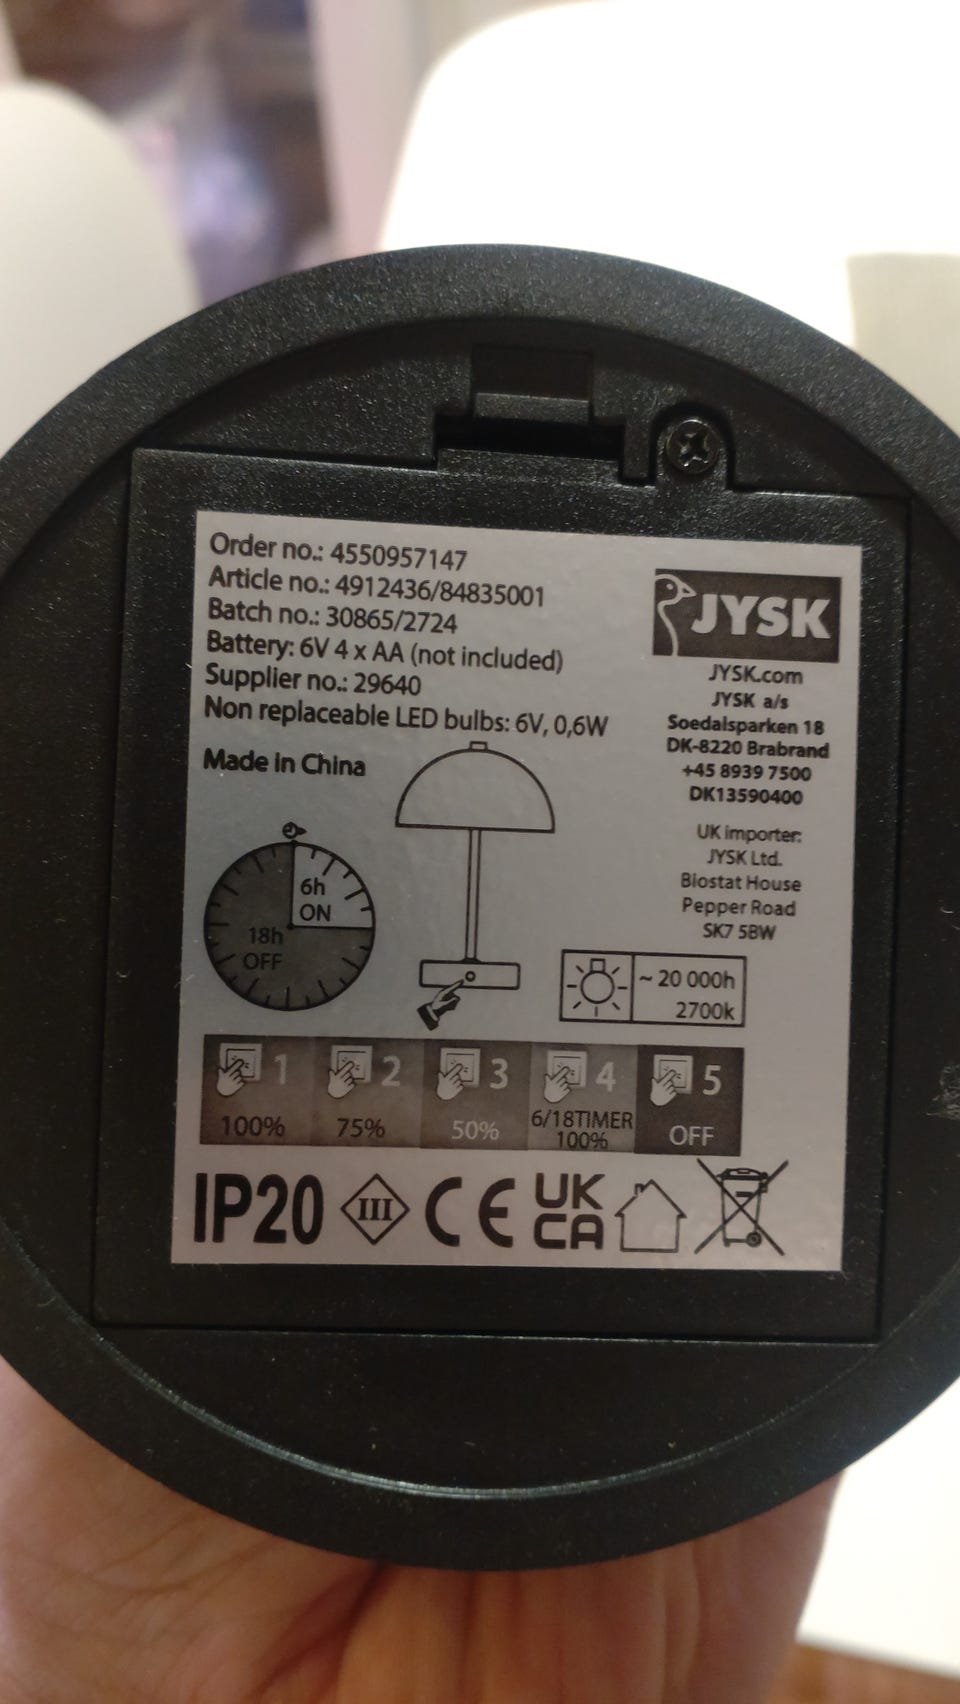 Order no.: 4550957147
Article no.: 4912436/84835001
Batch no.: 30865/2724
Battery: 6V 4 x AA (not included)
Supplier no.: 29640
Non replaceable LED bulbs: 6V, 0,6W
Made in China
JYSK
JYSK.com
JYSK a/s
Soedalsparken 18
DK-8220 Brabrand
+45 8939 7500
DK13590400
UK importer:
JYSK Ltd.
Biostat House
Pepper Road
SK7 5BW
6h
ON
18h
OFF
~ 20 000h
2700k
1 2 3 4 5
100% 75% 50% 6/18TIMER 100% OFF
IP20 III CE UK CA